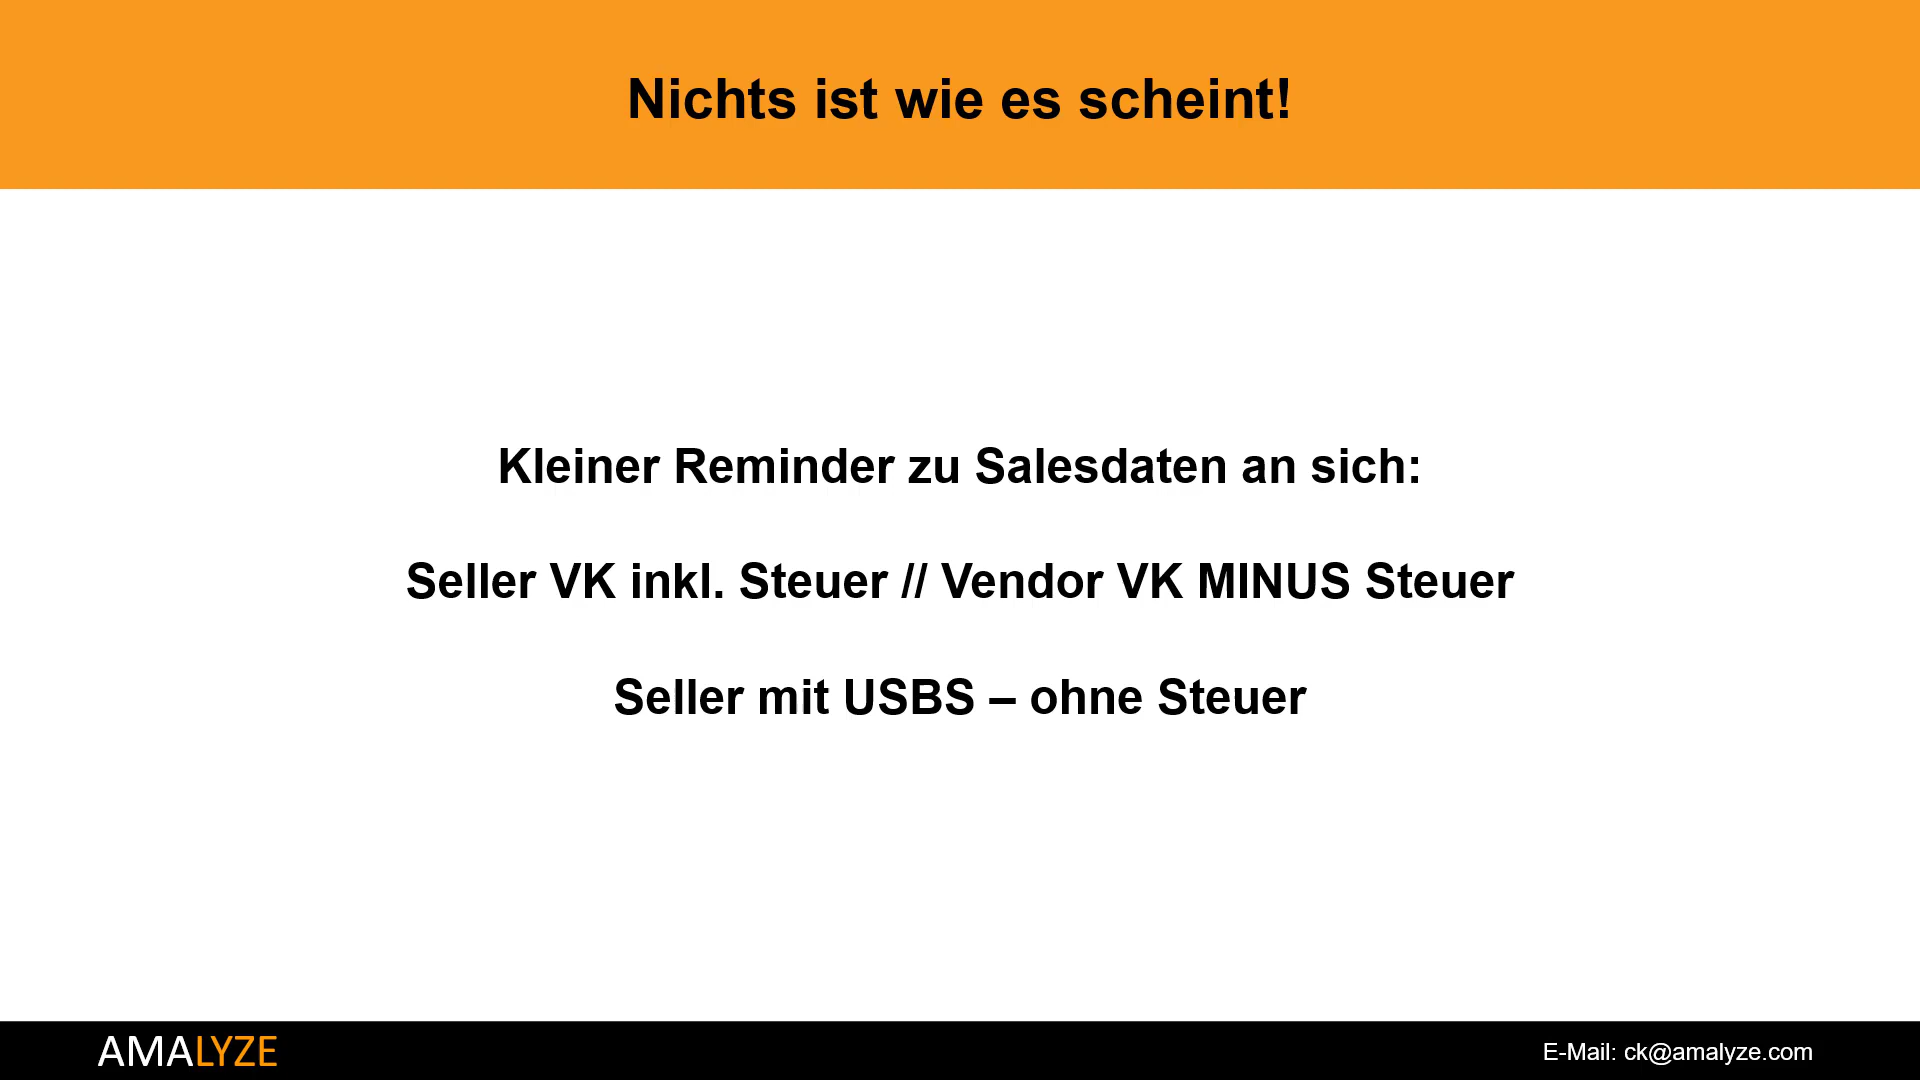 Nichts ist wie es scheint!
Kleiner Reminder zu Salesdaten an sich:
Seller VK inkl. Steuer // Vendor VK MINUS Steuer
Seller mit USBS – ohne Steuer
AMALYZE
E-Mail: ck@amalyze.com